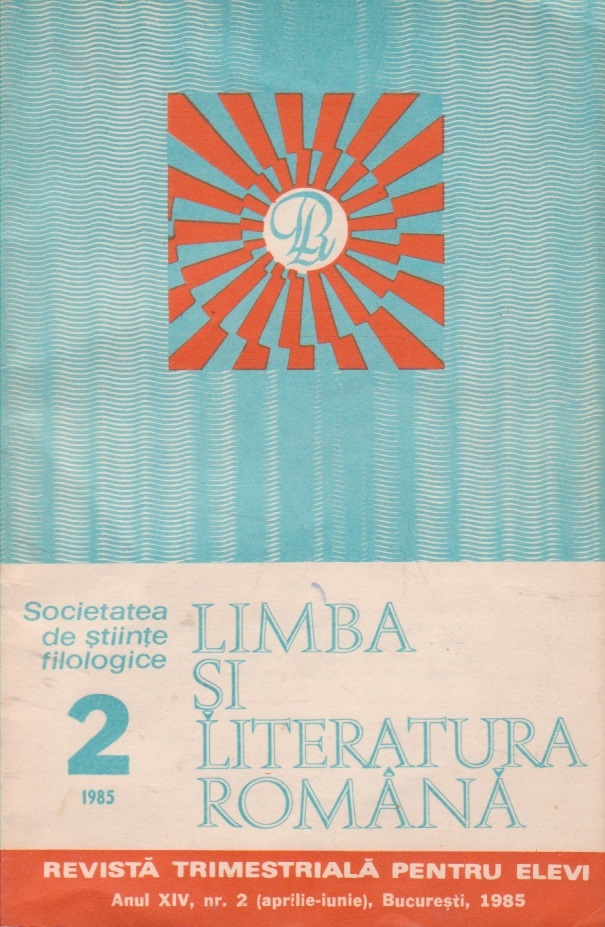 LR
Societatea
de științe
filologice
2
1985
LIMBA
ȘI
LITERATURA
ROMÂNĂ
REVISTĂ TRIMESTRIALĂ PENTRU ELEVI
Anul XIV, nr. 2 (aprilie-iunie), București, 1985